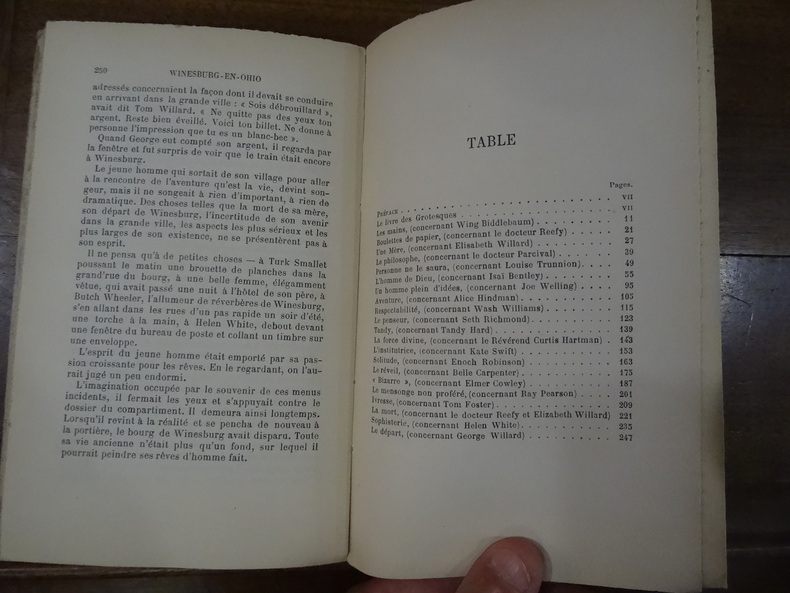 250 WINESBURG-EN-OHIO
adressés concernaient la façon dont il devait se conduire
en arrivant dans la grande ville : « Sois débrouillard »,
avait dit Tom Willard. « Ne quitte pas des yeux ton
argent. Reste bien éveillé. Voici ton billet. Ne donne à
personne l'impression que tu es un blanc-bec ».
Quand George eut compté son argent, il regarda par
la fenêtre et fut surpris de voir que le train était encore
à Winesburg.
Le jeune homme qui sortait de son village pour aller
à la rencontre de l'aventure qu'est la vie, devint son-
geur, mais il ne songeait à rien d'important, à rien de
dramatique. Des choses telles que la mort de sa mère,
son départ de Winesburg, l'incertitude de son avenir
dans la grande ville, les aspects les plus sérieux et les
plus larges de son existence, ne se présentèrent pas à
son esprit.
Il ne pensa qu'à de petites choses — à Turk Smallet
poussant le matin une brouette de planches dans la
grand'rue du bourg, à une belle femme, élégamment
vêtue, qui avait passé une nuit à l'hôtel de son père, à
Butch Wheeler, l'allumeur de réverbères de Winesburg,
s'en allant dans les rues d'un pas rapide un soir d'été,
une torche à la main, à Helen White, debout devant
une fenêtre du bureau de poste et collant un timbre sur
une enveloppe.
L'esprit du jeune homme était emporté par sa pas-
sion croissante pour les rêves. En le regardant, on l'au-
rait jugé un peu endormi.
L'imagination occupée par le souvenir de ces menus
incidents, il fermait les yeux et s'appuyait contre le
dossier du compartiment. Il demeura ainsi longtemps.
Lorsqu'il revint à la réalité et se pencha de nouveau à
la portière, le bourg de Winesburg avait disparu. Toute
sa vie ancienne n'était plus qu'un fond, sur lequel il
pourrait peindre ses rêves d'homme fait.
TABLE
Pages.
PRÉFACE . . . . . . . . . . . . . VII
Le livre des Grotesques . . . . . . . . . . VII
Les mains, (concernant Wing Biddlebaum) . . . . 11
Boulettes de papier, (concernant le docteur Reefy) . . . 21
Une Mère, (concernant Elisabeth Willard) . . . . 27
Le philosophe, (concernant le docteur Parcival) . . . . 39
Personne ne le saura, (concernant Louise Trunnion) . . . . 49
L'homme de Dieu, (concernant Isaï Bentley) . . . . 55
Un homme plein d'idées, (concernant Joe Welling) . . . . 95
Aventure, (concernant Alice Hindman) . . . . 105
Respectabilité, (concernant Wash Williams) . . . . 115
Le penseur, (concernant Seth Richmond) . . . . 123
Tandy, (concernant Tandy Hard) . . . . 139
La force divine, (concernant le Révérend Curtis Hartman) . 143
L'institutrice, (concernant Kate Swift) . . . . 153
Solitude, (concernant Enoch Robinson) . . . . 163
Le réveil, (concernant Belle Carpenter) . . . . 175
« Bizarre », (concernant Elmer Cowley) . . . . 187
Le mensonge non proféré, (concernant Ray Pearson) . . . . 201
Ivresse, (concernant Tom Foster) . . . . 209
La mort, (concernant le docteur Reefy et Elizabeth Willard) 221
Sophisterie, (concernant Helen White) . . . . 235
Le départ, (concernant George Willard) . . . . 247